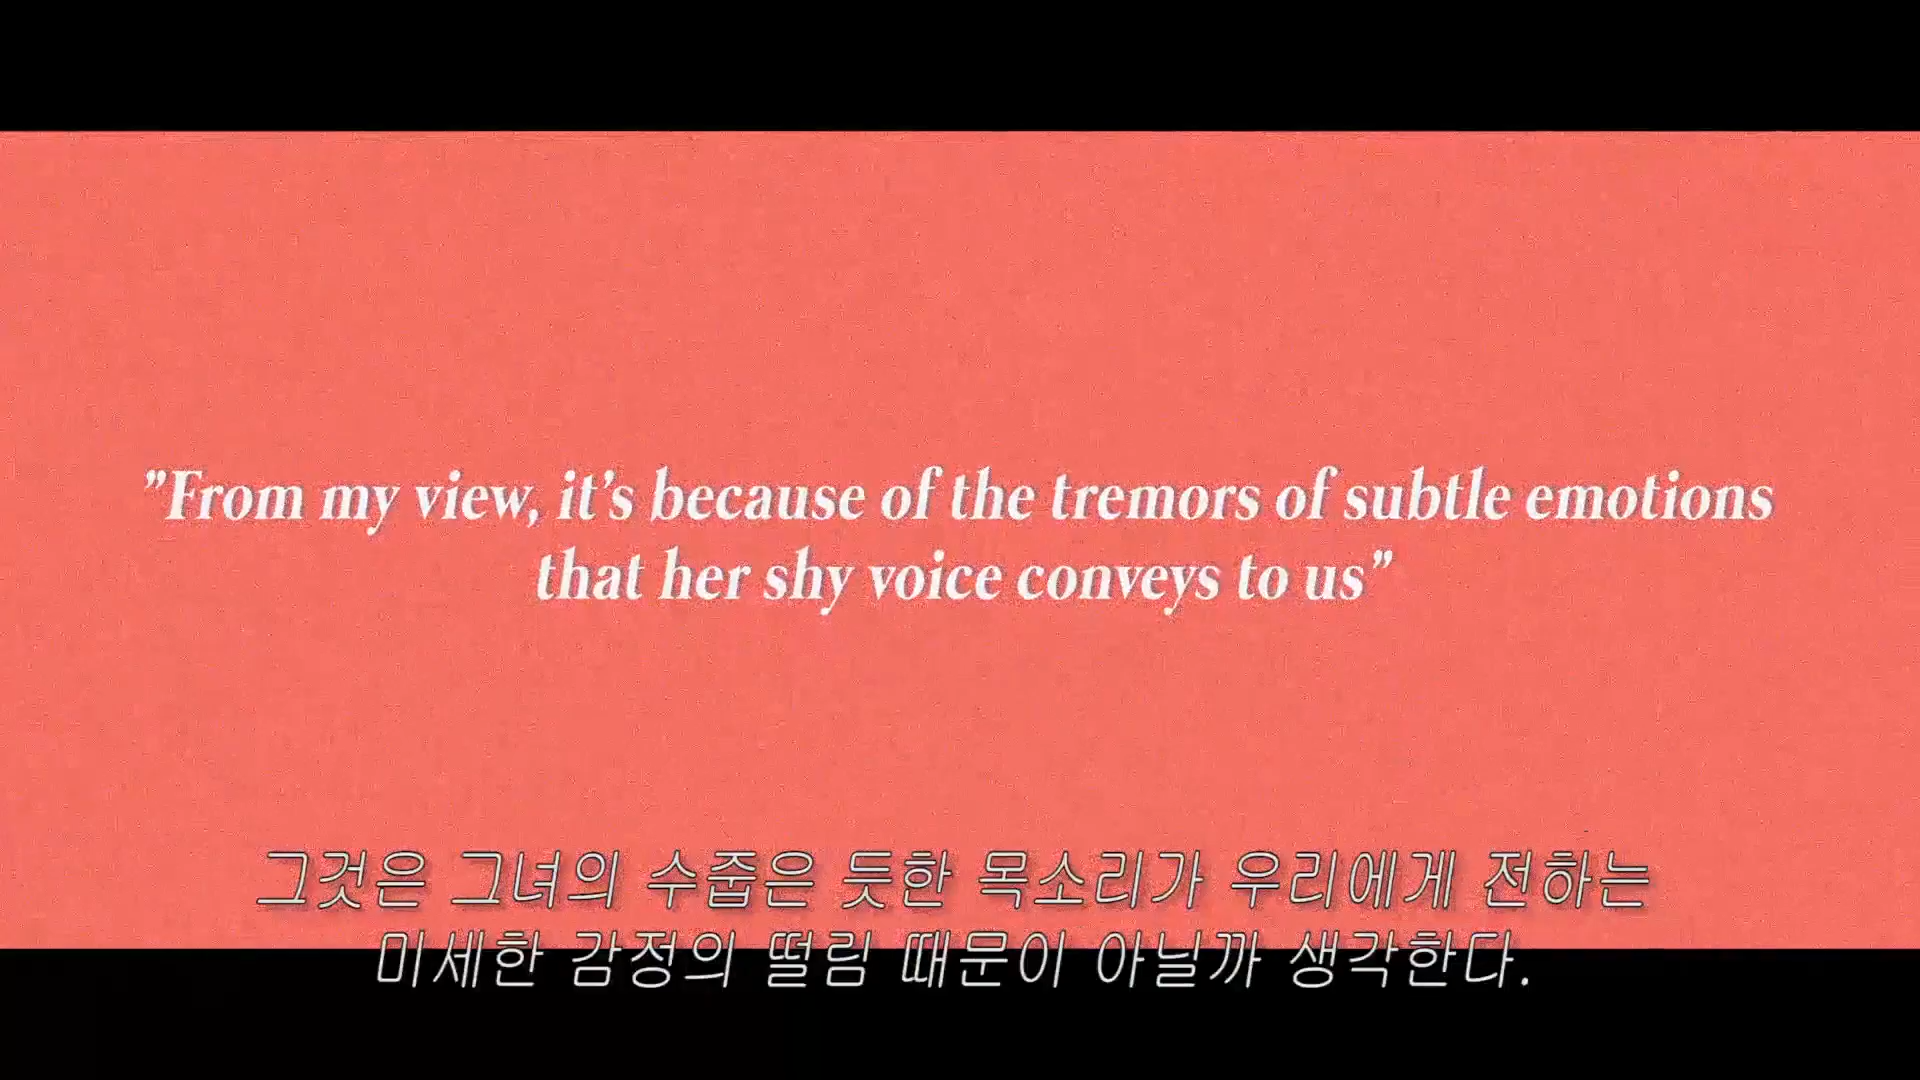 ”From my view, it’s because of the tremors of subtle emotions
that her shy voice conveys to us”
그것은 그녀의 수줍은 듯한 목소리가 우리에게 전하는
미세한 감정의 떨림 때문이 아닐까 생각한다.